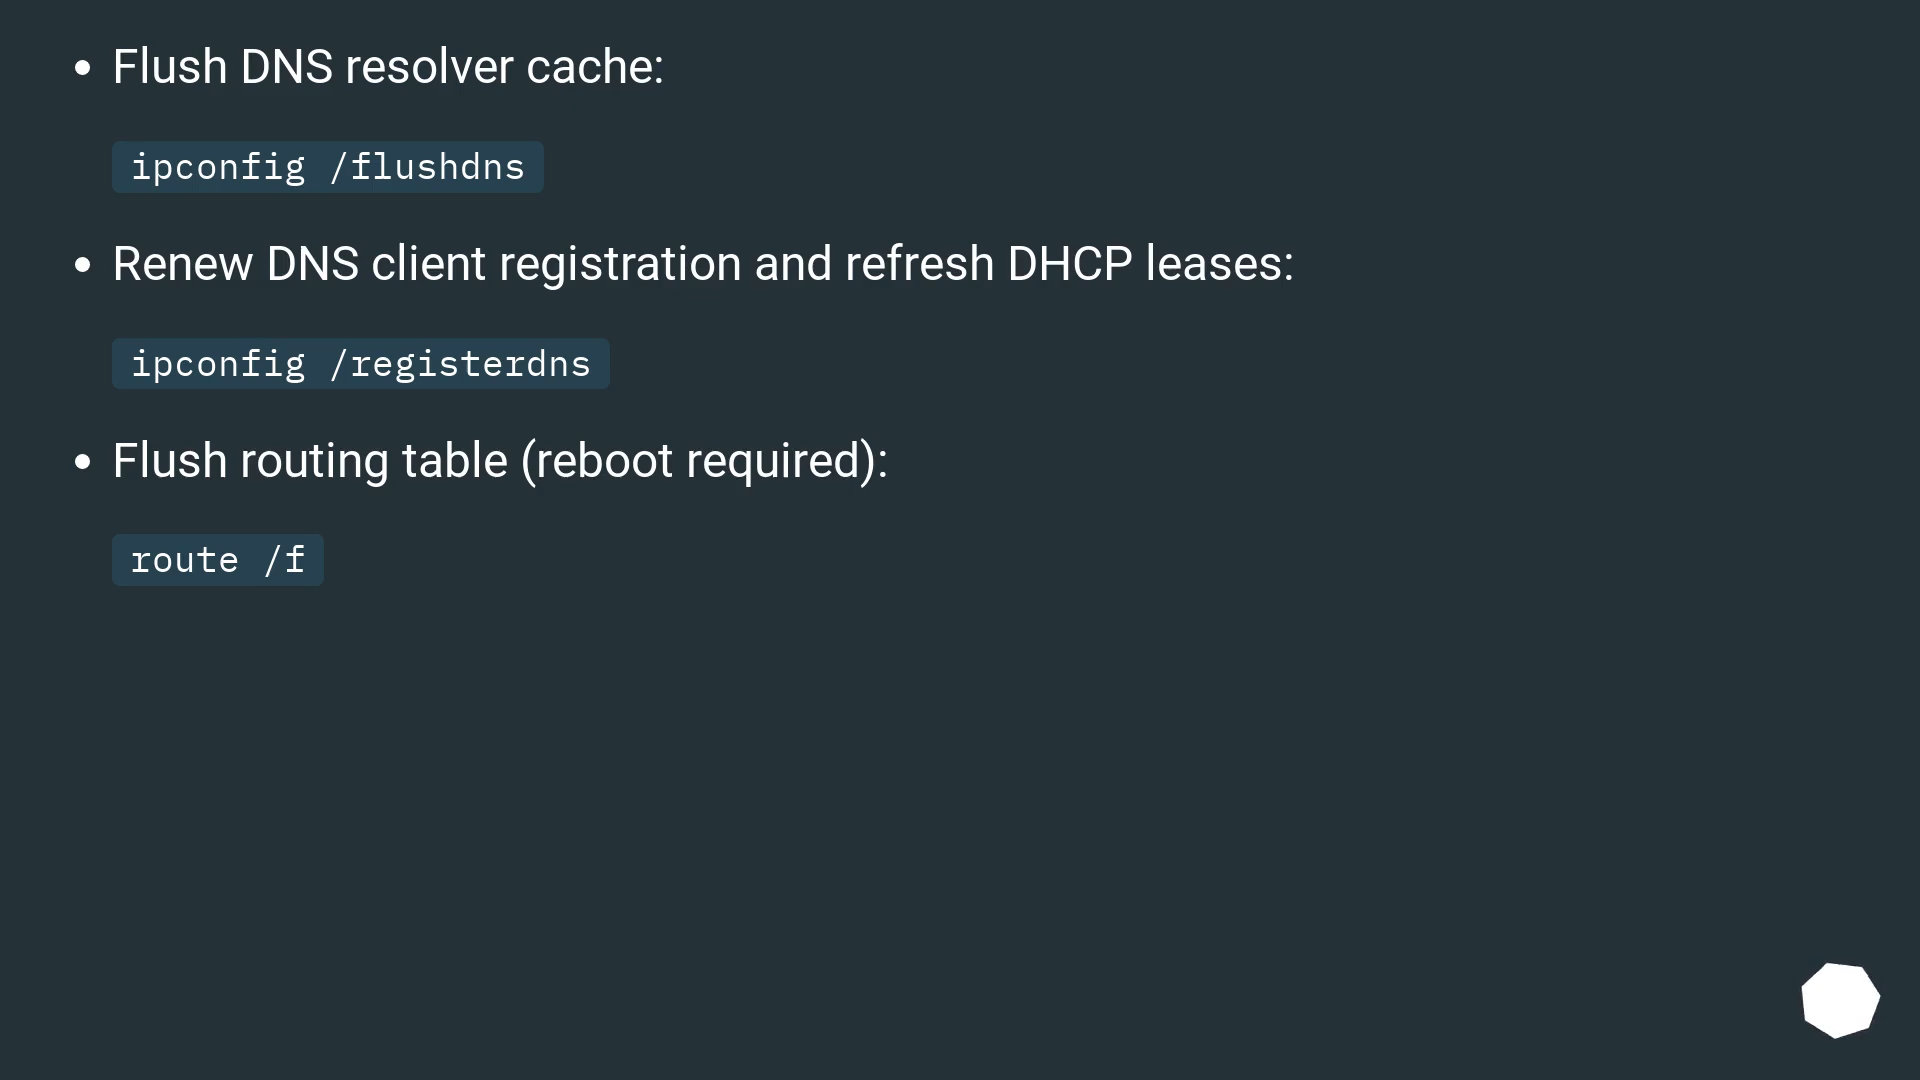 • Flush DNS resolver cache:
ipconfig /flushdns
• Renew DNS client registration and refresh DHCP leases:
ipconfig /registerdns
• Flush routing table (reboot required):
route /f